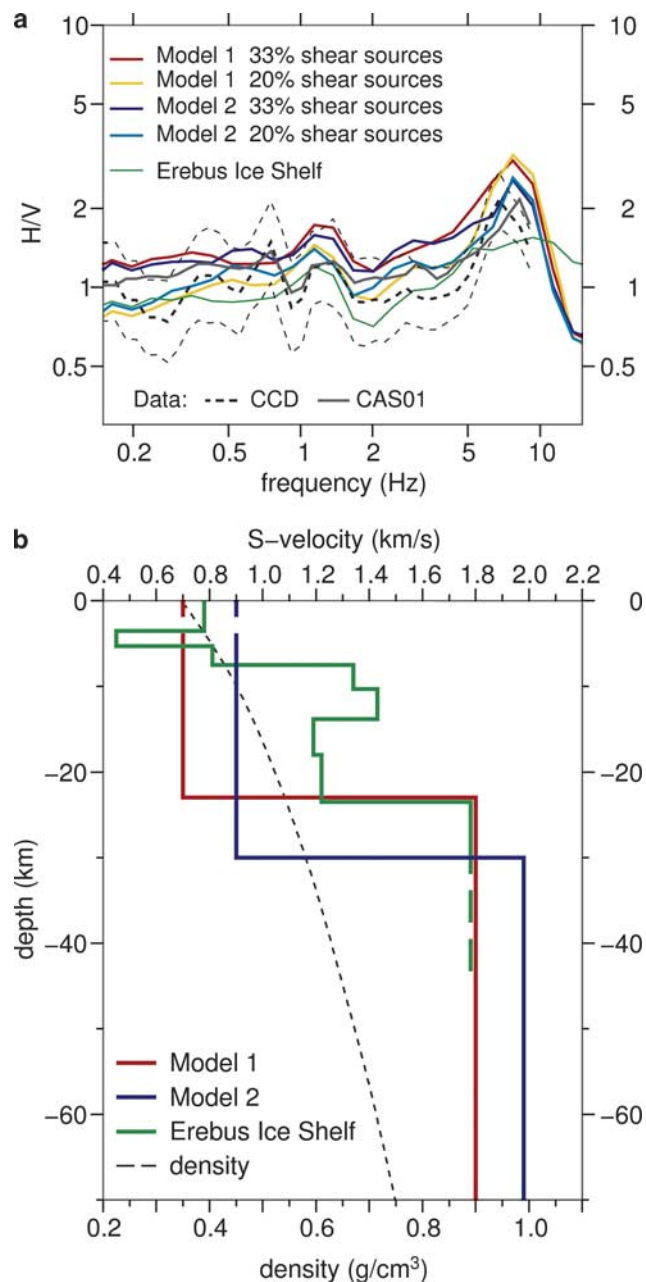 a
10
10
Model 1 33% shear sources
Model 1 20% shear sources
Model 2 33% shear sources
Model 2 20% shear sources
Erebus Ice Shelf
5
5
H/V
2
2
1
1
0.5
0.5
Data: CCD CAS01
0.2 0.5 1 2 5 10
frequency (Hz)
b
S−velocity (km/s)
0.4 0.6 0.8 1.0 1.2 1.4 1.6 1.8 2.0 2.2
0
0
−20
−20
depth (km)
−40
−40
Model 1
Model 2
Erebus Ice Shelf
density
−60
−60
0.2 0.4 0.6 0.8 1.0
density (g/cm³)